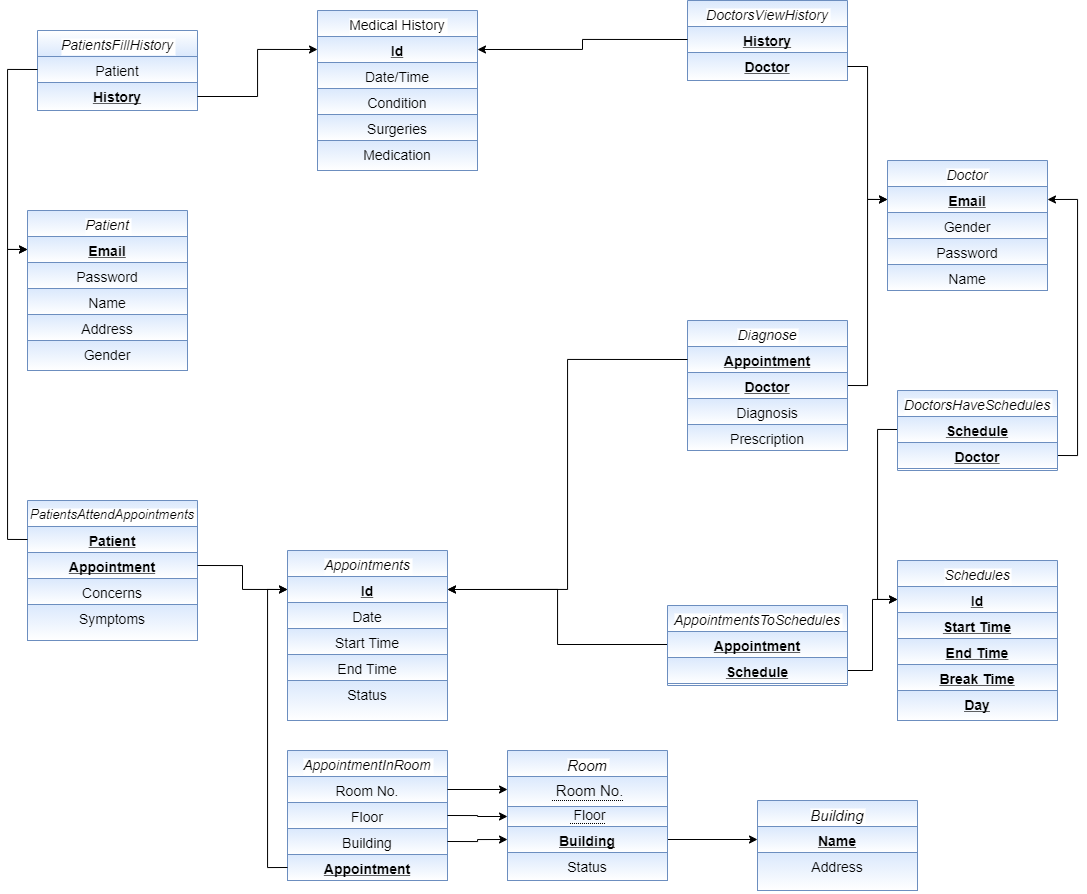 PatientsFillHistory
Patient
History
Medical History
Id
Date/Time
Condition
Surgeries
Medication
DoctorsViewHistory
History
Doctor
Doctor
Email
Gender
Password
Name
Patient
Email
Password
Name
Address
Gender
Diagnose
Appointment
Doctor
Diagnosis
Prescription
DoctorsHaveSchedules
Schedule
Doctor
PatientsAttendAppointments
Patient
Appointment
Concerns
Symptoms
Appointments
Id
Date
Start Time
End Time
Status
AppointmentsToSchedules
Appointment
Schedule
Schedules
Id
Start Time
End Time
Break Time
Day
AppointmentInRoom
Room No.
Floor
Building
Appointment
Room
Room No.
Floor
Building
Status
Building
Name
Address